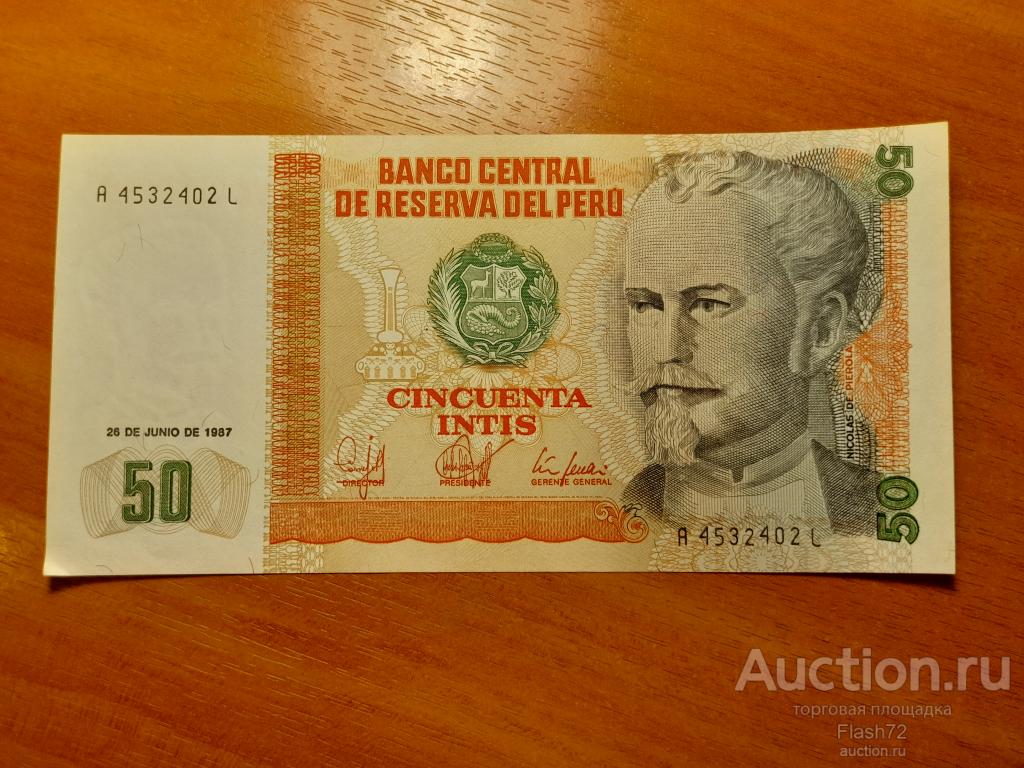 A 4532402 L
BANCO CENTRAL
DE RESERVA DEL PERÚ
50
CINCUENTA
INTIS
26 DE JUNIO DE 1987
50
DIRECTOR
PRESIDENTE
GERENTE GENERAL
NICOLAS DE PIEROLA
50
A 4532402 L
Auction.ru
торговая площадка
Flash72
auction.ru